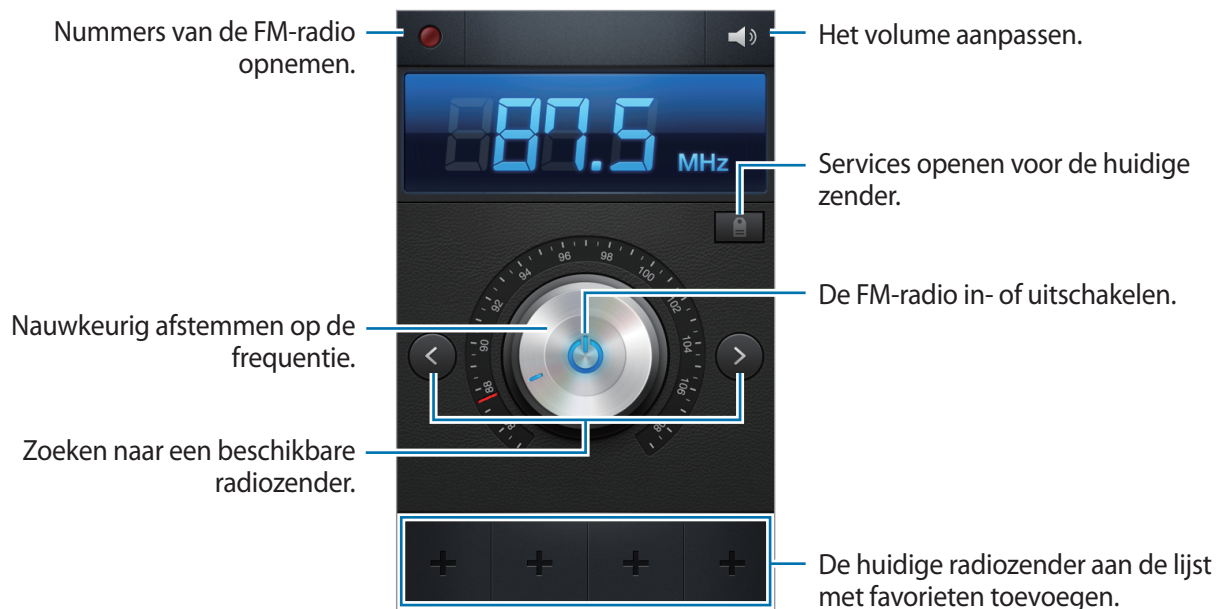 Nummers van de FM-radio
opnemen.
Het volume aanpassen.
87.5 MHz
Services openen voor de huidige
zender.
De FM-radio in- of uitschakelen.
Nauwkeurig afstemmen op de
frequentie.
88 90 92 94 96 98 100 102 104 106
Zoeken naar een beschikbare
radiozender.
De huidige radiozender aan de lijst
met favorieten toevoegen.